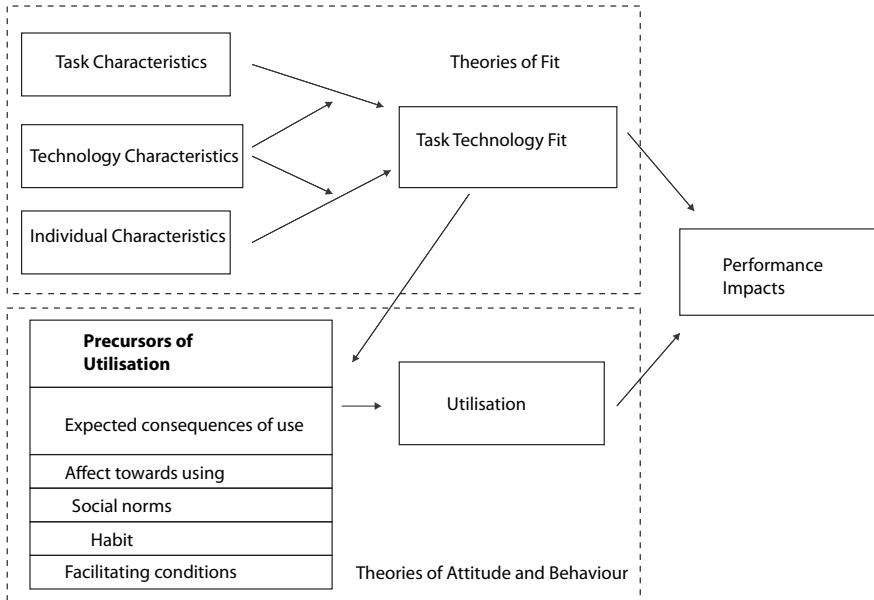 Task Characteristics
Theories of Fit
Technology Characteristics
Task Technology Fit
Individual Characteristics
Performance
Impacts
Precursors of
Utilisation
Expected consequences of use
Utilisation
Affect towards using
Social norms
Habit
Facilitating conditions
Theories of Attitude and Behaviour